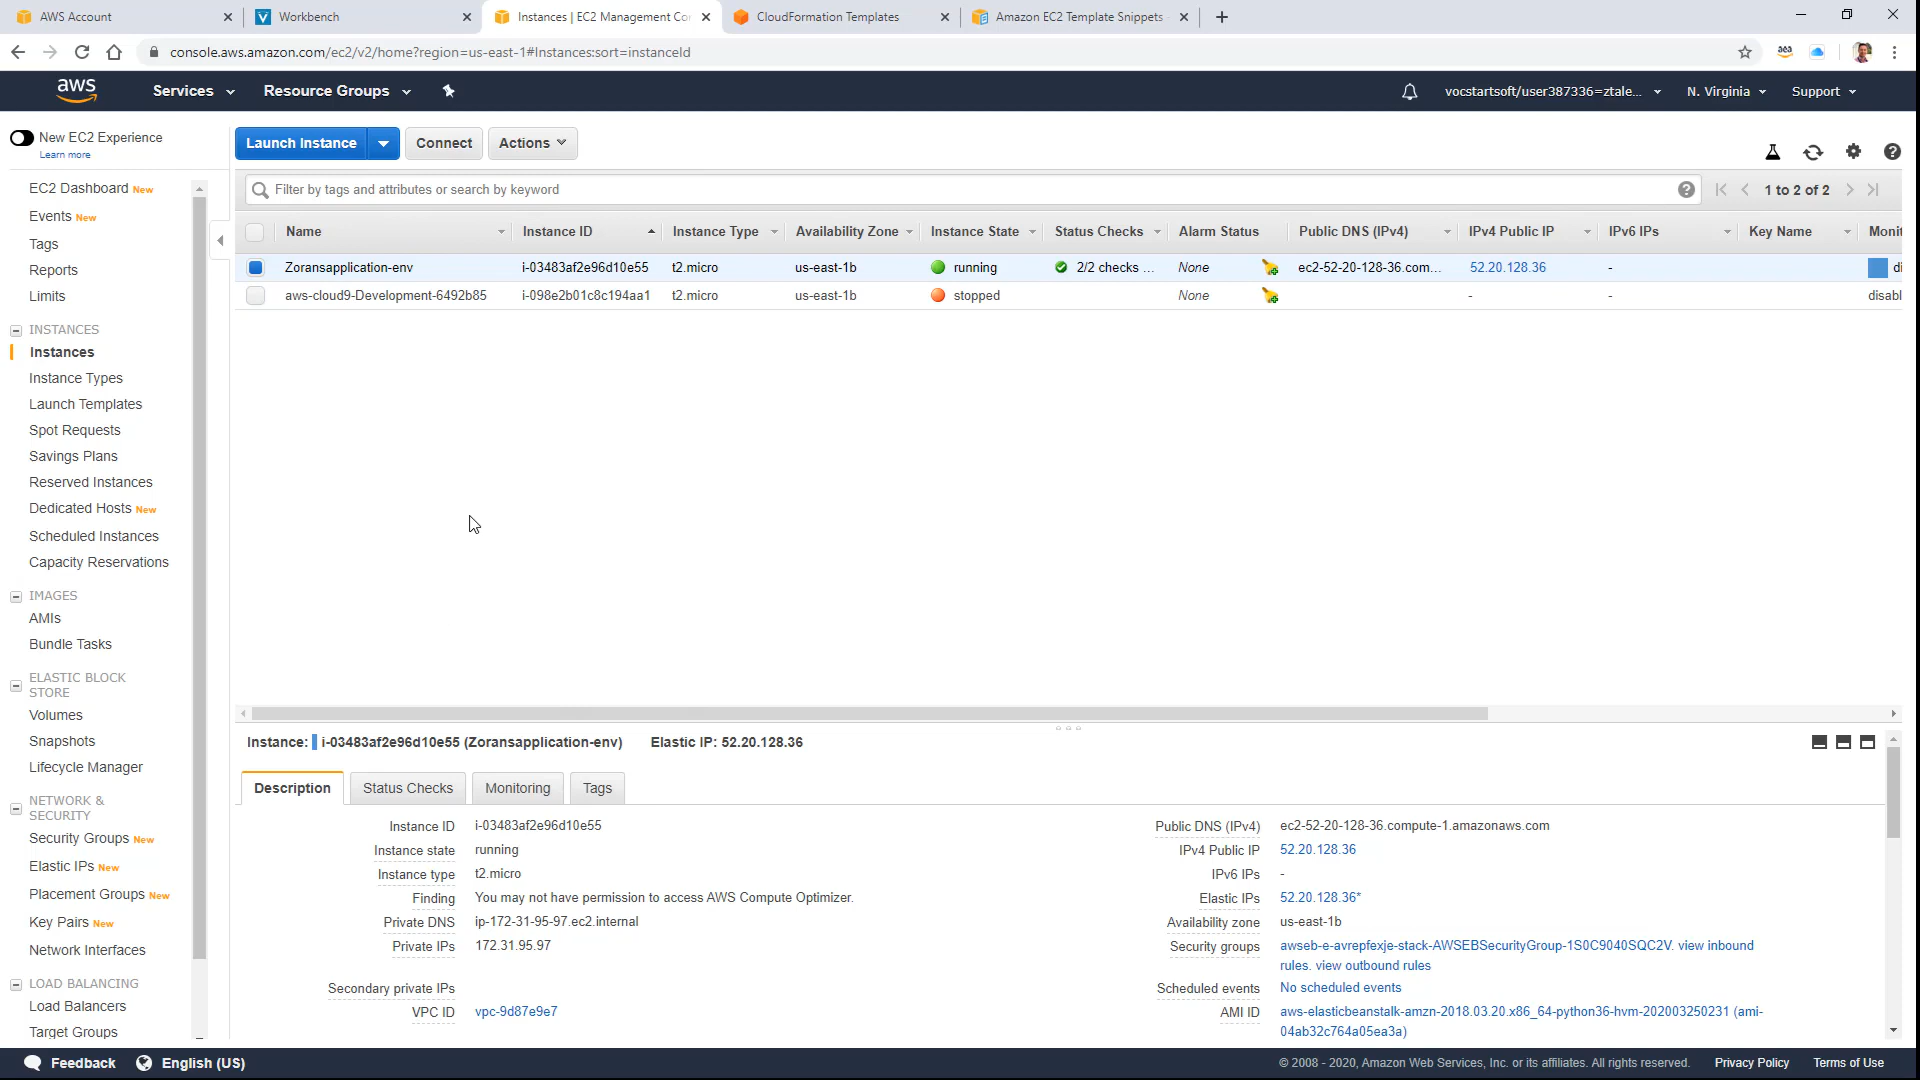 AWS Account
Workbench
Instances | EC2 Management Co
CloudFormation Templates
Amazon EC2 Template Snippets
console.aws.amazon.com/ec2/v2/home?region=us-east-1#Instances:sort=instanceId
aws
Services
Resource Groups
vocstartsoft/user387336=ztale...
N. Virginia
Support
New EC2 Experience
Learn more
Launch Instance
Connect
Actions
EC2 Dashboard New
Events New
Tags
Reports
Limits
INSTANCES
Instances
Instance Types
Launch Templates
Spot Requests
Savings Plans
Reserved Instances
Dedicated Hosts New
Scheduled Instances
Capacity Reservations
IMAGES
AMIs
Bundle Tasks
ELASTIC BLOCK
STORE
Volumes
Snapshots
Lifecycle Manager
NETWORK &
SECURITY
Security Groups New
Elastic IPs New
Placement Groups New
Key Pairs New
Network Interfaces
LOAD BALANCING
Load Balancers
Target Groups
Filter by tags and attributes or search by keyword
1 to 2 of 2
Name Instance ID Instance Type Availability Zone Instance State Status Checks Alarm Status Public DNS (IPv4) IPv4 Public IP IPv6 IPs Key Name Monit
Zoransapplication-env i-03483af2e96d10e55 t2.micro us-east-1b running 2/2 checks ... None ec2-52-20-128-36.com... 52.20.128.36 - di
aws-cloud9-Development-6492b85 i-098e2b01c8c194aa1 t2.micro us-east-1b stopped None - - disabl
Instance: i-03483af2e96d10e55 (Zoransapplication-env) Elastic IP: 52.20.128.36
Description
Status Checks
Monitoring
Tags
Instance ID i-03483af2e96d10e55
Instance state running
Instance type t2.micro
Finding You may not have permission to access AWS Compute Optimizer.
Private DNS ip-172-31-95-97.ec2.internal
Private IPs 172.31.95.97
Secondary private IPs
VPC ID vpc-9d87e9e7
Public DNS (IPv4) ec2-52-20-128-36.compute-1.amazonaws.com
IPv4 Public IP 52.20.128.36
IPv6 IPs -
Elastic IPs 52.20.128.36*
Availability zone us-east-1b
Security groups awseb-e-avrepfexje-stack-AWSEBSecurityGroup-1S0C9040SQC2V. view inbound
rules. view outbound rules
Scheduled events No scheduled events
AMI ID aws-elasticbeanstalk-amzn-2018.03.20.x86_64-python36-hvm-202003250231 (ami-
04ab32c764a05ea3a)
Feedback
English (US)
© 2008 - 2020, Amazon Web Services, Inc. or its affiliates. All rights reserved.
Privacy Policy
Terms of Use